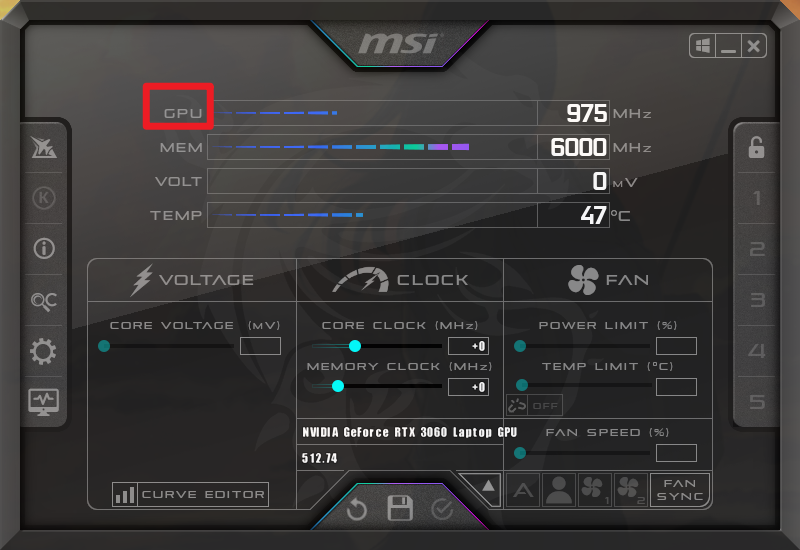 msi
GPU 975 MHz
MEM 6000 MHz
VOLT 0 MV
TEMP 47 °C
K
1
2
3
4
5
VOLTAGE CLOCK FAN
CORE VOLTAGE (MV) CORE CLOCK (MHz) +0 POWER LIMIT (%)
MEMORY CLOCK (MHz) +0 TEMP LIMIT (°C)
OFF
NVIDIA GeForce RTX 3060 Laptop GPU FAN SPEED (%)
512.74
CURVE EDITOR A 1 2 FAN
SYNC